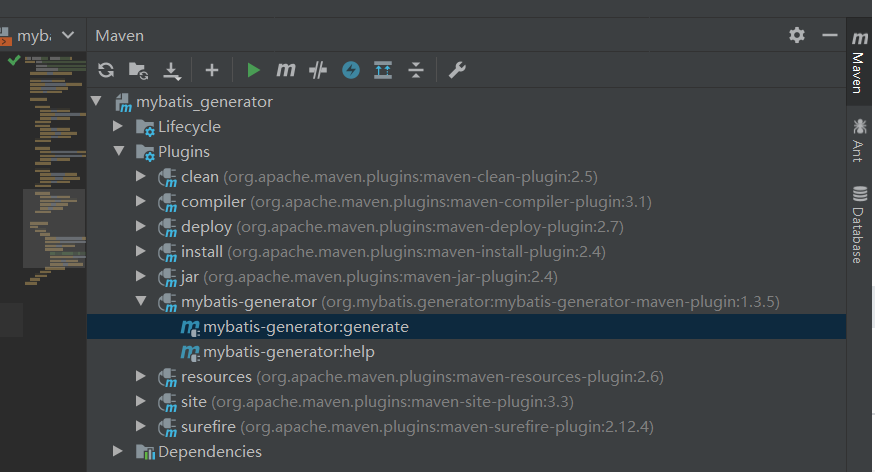 myba
Maven
mybatis_generator
Lifecycle
Plugins
clean (org.apache.maven.plugins:maven-clean-plugin:2.5)
compiler (org.apache.maven.plugins:maven-compiler-plugin:3.1)
deploy (org.apache.maven.plugins:maven-deploy-plugin:2.7)
install (org.apache.maven.plugins:maven-install-plugin:2.4)
jar (org.apache.maven.plugins:maven-jar-plugin:2.4)
mybatis-generator (org.mybatis.generator:mybatis-generator-maven-plugin:1.3.5)
mybatis-generator:generate
mybatis-generator:help
resources (org.apache.maven.plugins:maven-resources-plugin:2.6)
site (org.apache.maven.plugins:maven-site-plugin:3.3)
surefire (org.apache.maven.plugins:maven-surefire-plugin:2.12.4)
Dependencies
Maven
Ant
Database